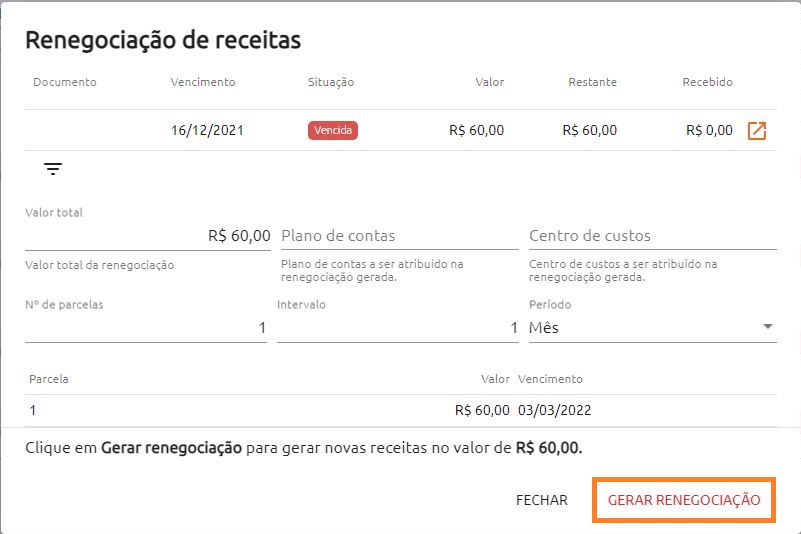 Renegociação de receitas
Documento Vencimento Situação Valor Restante Recebido
16/12/2021 Vencida R$ 60,00 R$ 60,00 R$ 0,00
Valor total
R$ 60,00 Plano de contas Centro de custos
Valor total da renegociação Plano de contas a ser atribuído na Centro de custos a ser atribuído na
renegociação gerada. renegociação gerada.
Nº de parcelas Intervalo Período
1 1 Mês
Parcela Valor Vencimento
1 R$ 60,00 03/03/2022
Clique em Gerar renegociação para gerar novas receitas no valor de R$ 60,00.
FECHAR GERAR RENEGOCIAÇÃO